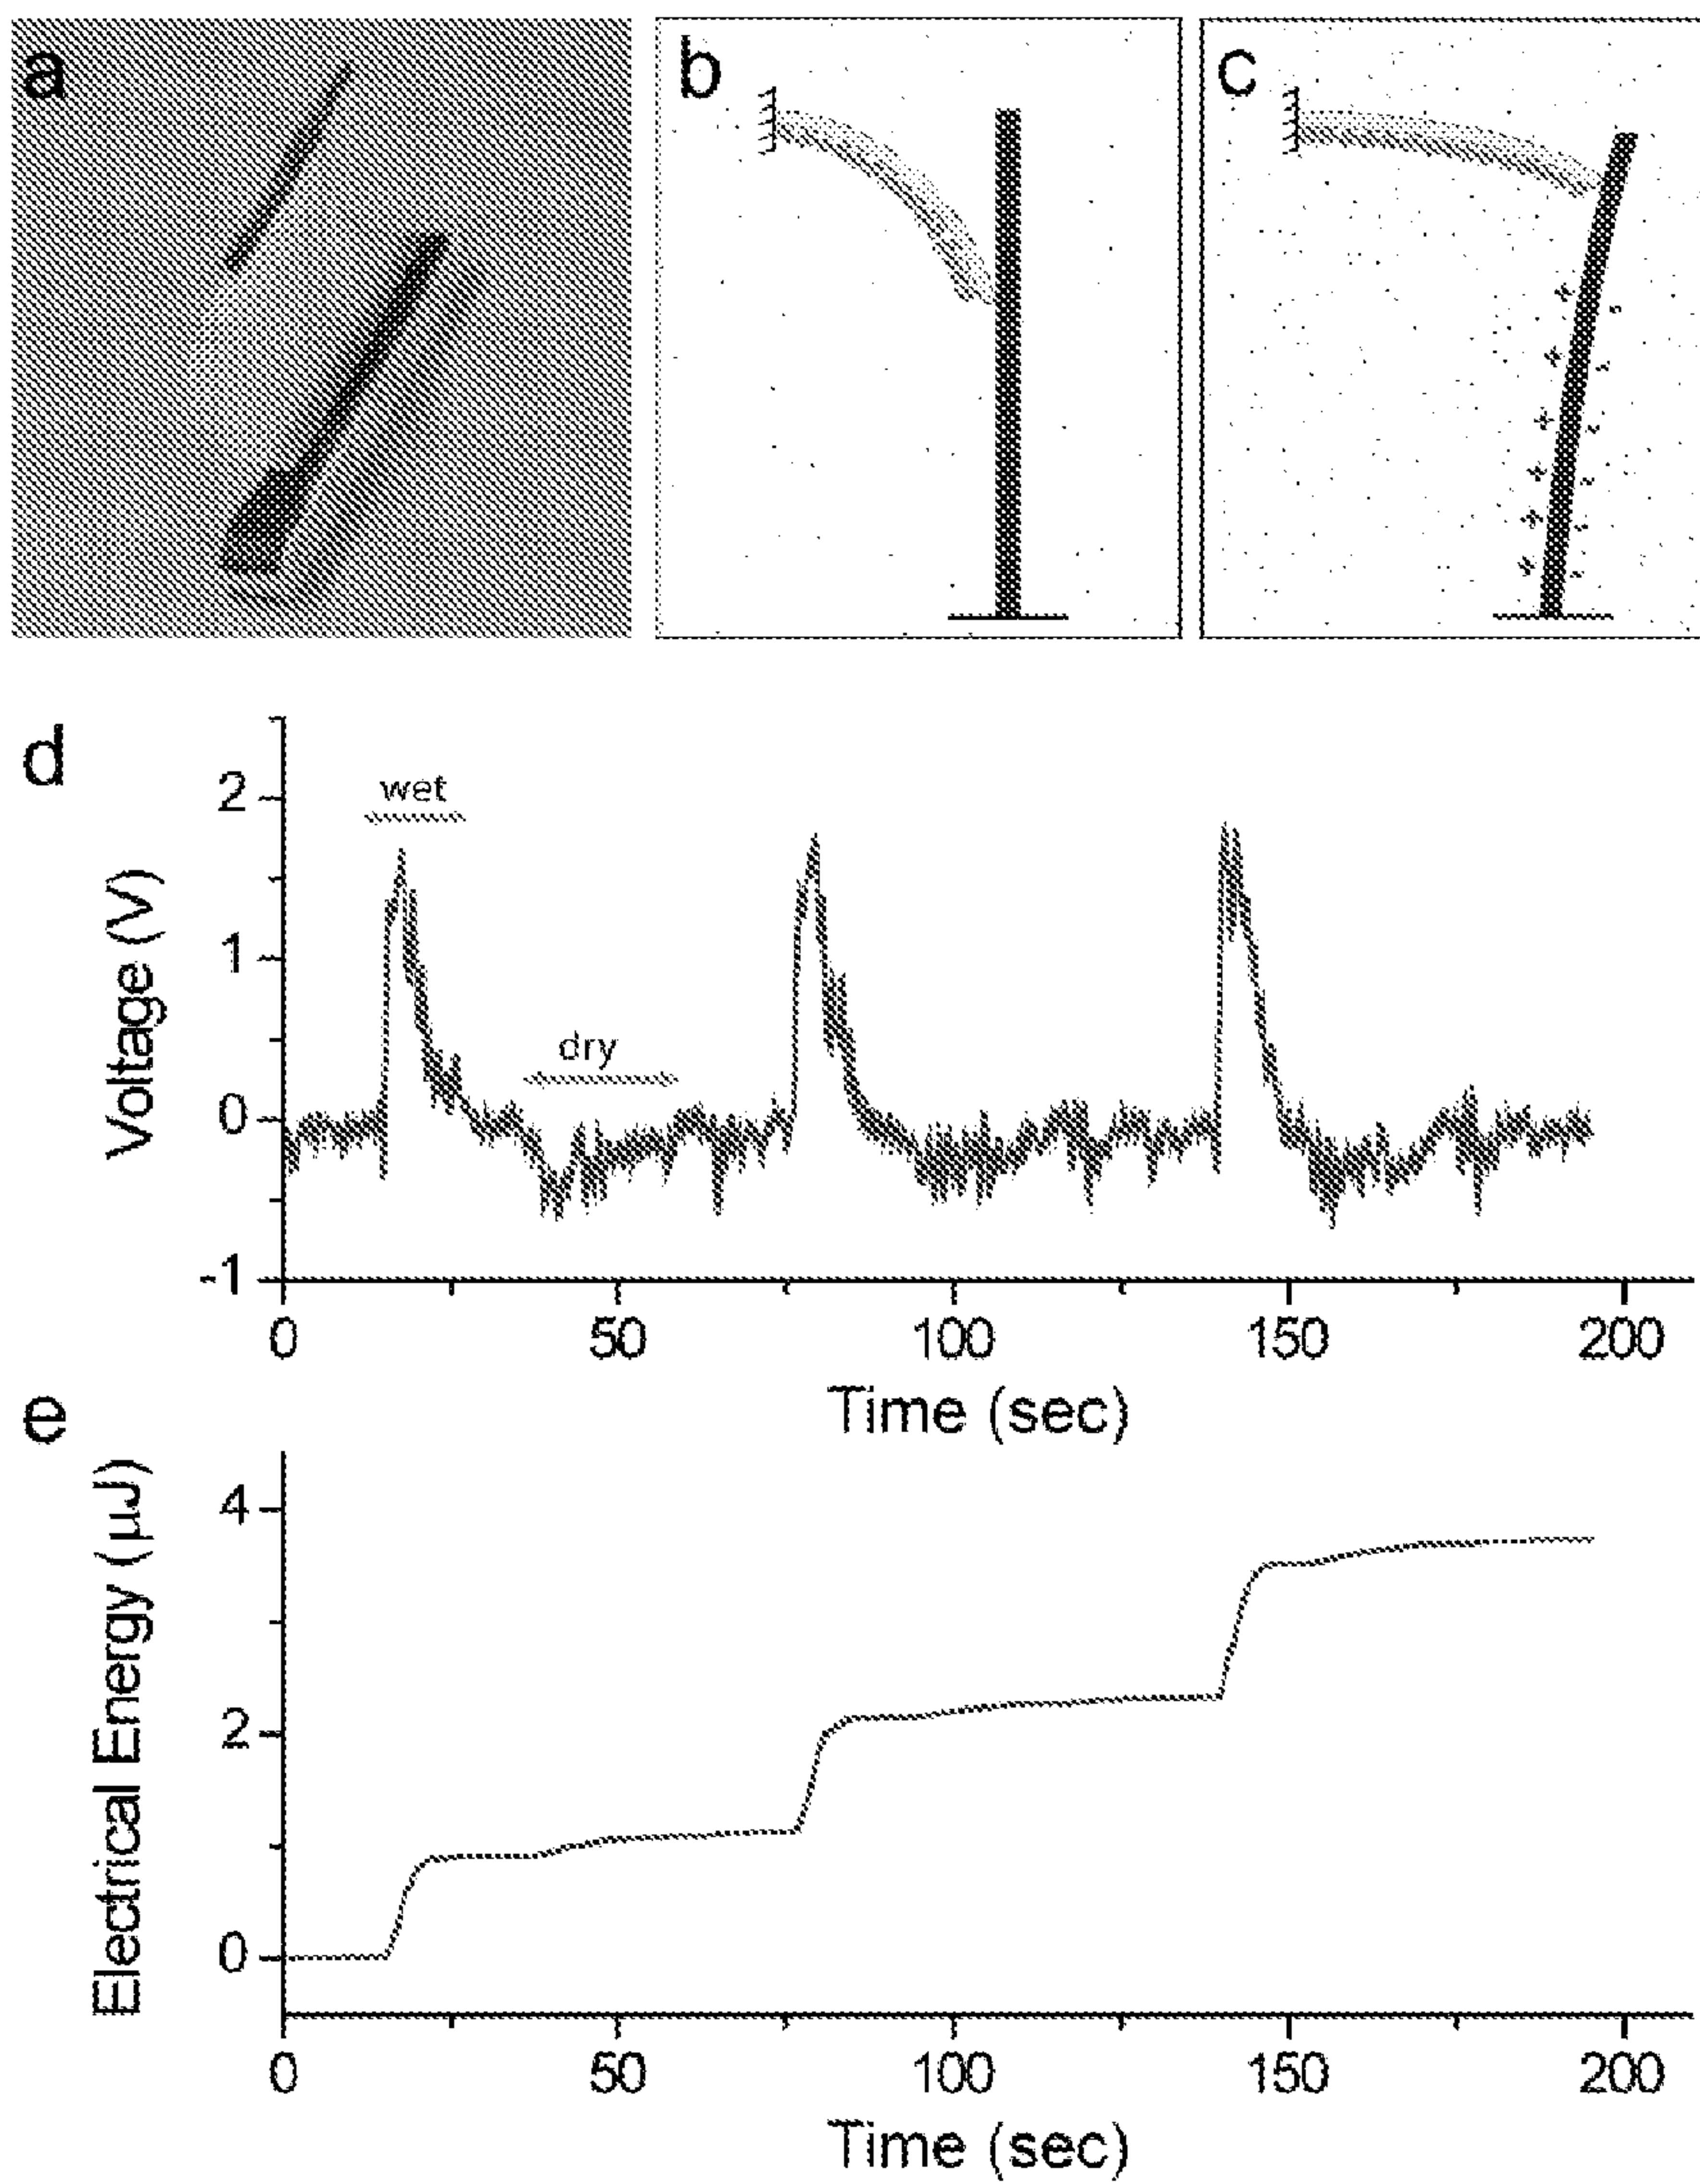 a
b
c
d
wet
dry
2
1
0
-1
Voltage (V)
0 50 100 150 200
Time (sec)
e
4
2
0
Electrical Energy (µJ)
0 50 100 150 200
Time (sec)